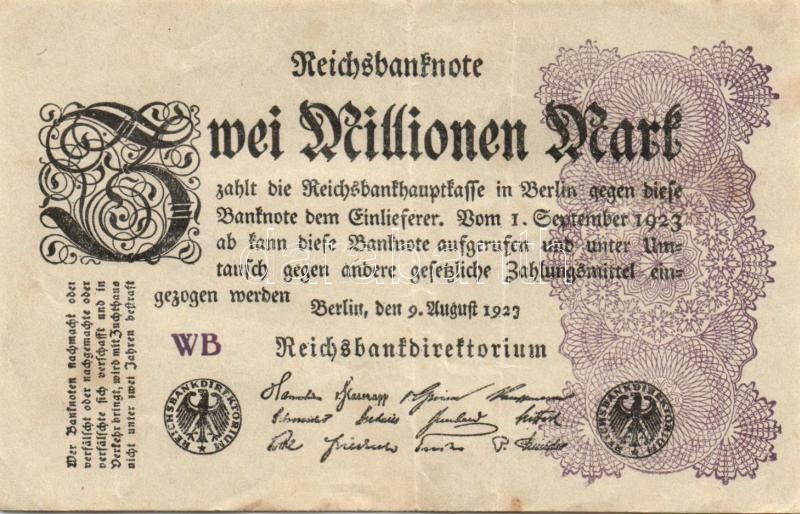 Reichsbanknote
Zwei Millionen Mark
zahlt die Reichsbankhauptkasse in Berlin gegen diese
Banknote dem Einlieferer. Vom 1. September 1923
ab kann diese Banknote aufgerufen und unter Um-
tausch gegen andere gesetzliche Zahlungsmittel ein-
gezogen werden
Berlin, den 9. August 1923
WB
Reichsbankdirektorium
Wer Banknoten nachmacht oder
verfälscht oder nachgemachte oder
verfälschte sich verschafft und in
Verkehr bringt, wird mit Zuchthaus
nicht unter zwei Jahren bestraft
REICHSBANKDIREKTORIUM
REICHSBANKDIREKTORIUM